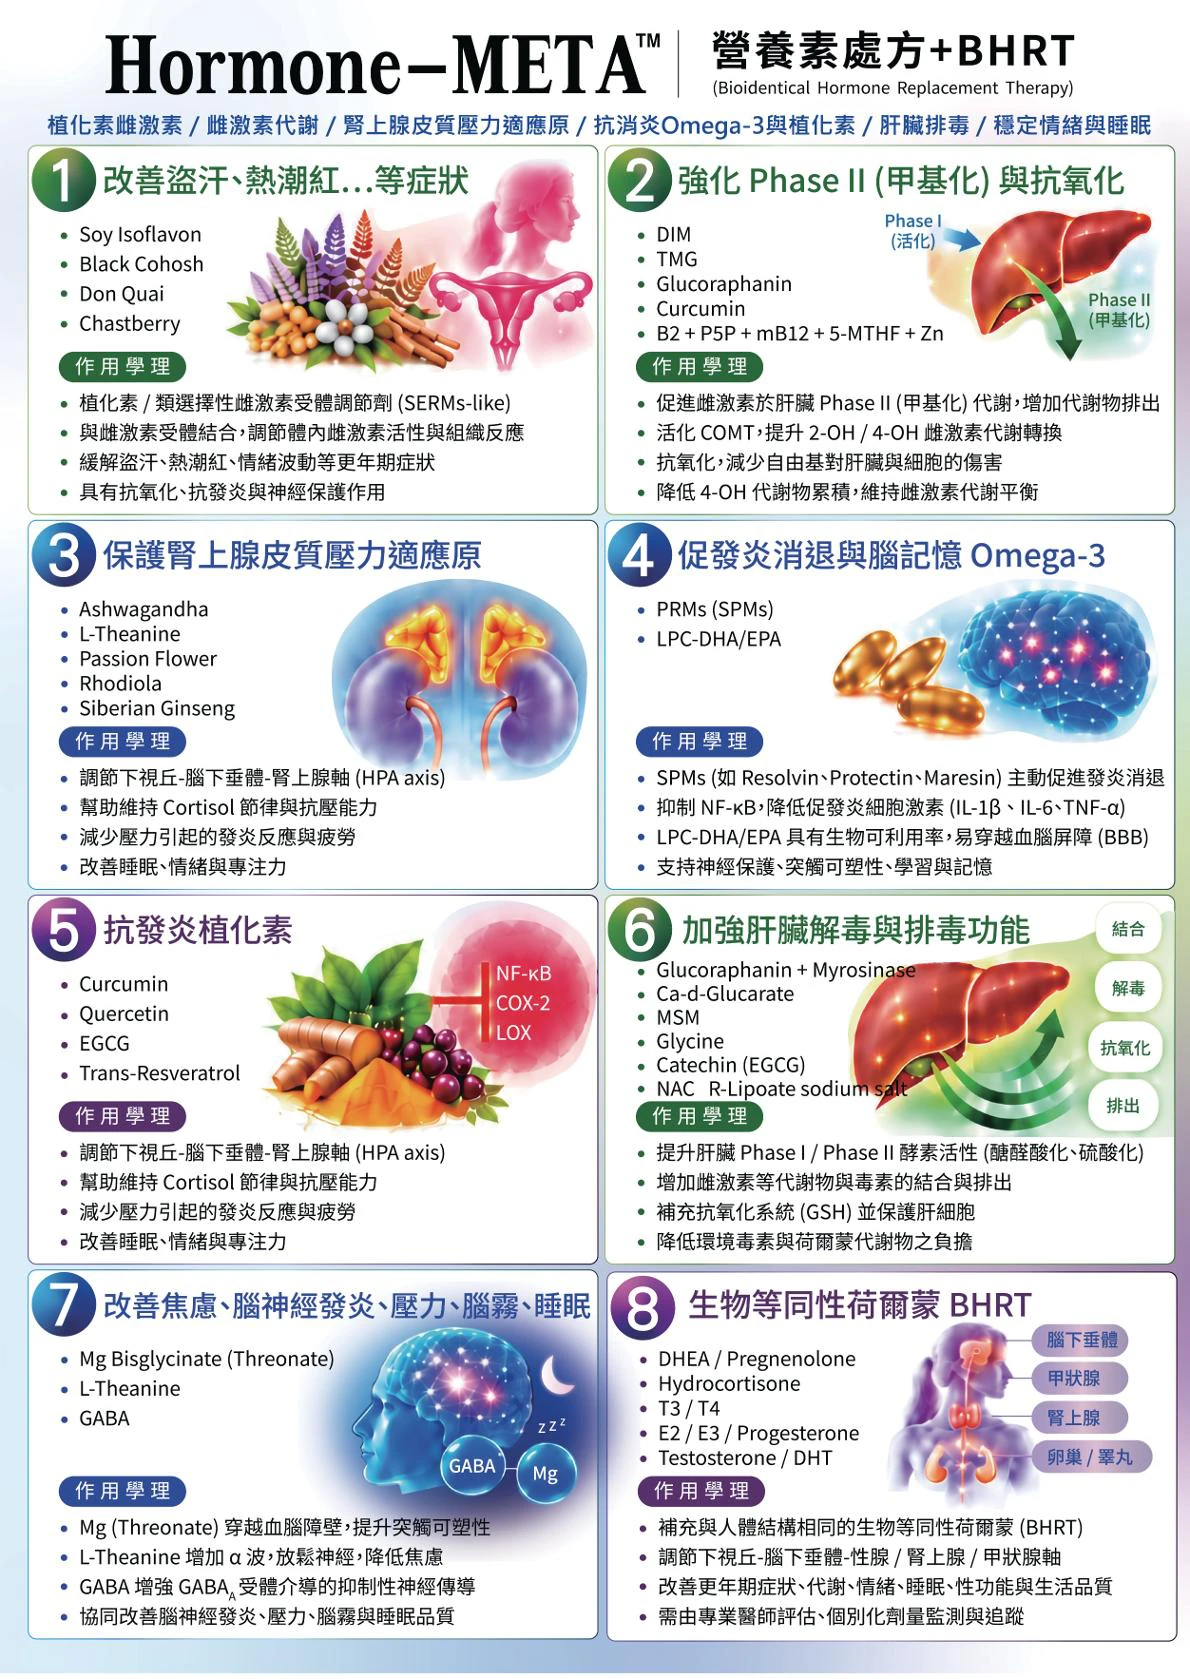 Hormone-META™
營養素處方+BHRT
(Bioidentical Hormone Replacement Therapy)
植化素雌激素 / 雌激素代謝 / 腎上腺皮質壓力適應原 / 抗消炎Omega-3與植化素 / 肝臟排毒 / 穩定情緒與睡眠
1 改善盜汗、熱潮紅...等症狀
• Soy Isoflavon
• Black Cohosh
• Don Quai
• Chastberry
作用學理
• 植化素 / 類選擇性雌激素受體調節劑 (SERMs-like)
• 與雌激素受體結合，調節體內雌激素活性與組織反應
• 緩解盜汗、熱潮紅、情緒波動等更年期症狀
• 具有抗氧化、抗發炎與神經保護作用
2 強化 Phase II (甲基化) 與抗氧化
• DIM
• TMG
• Glucoraphanin
• Curcumin
• B2 + P5P + mB12 + 5-MTHF + Zn
Phase I
(活化)
Phase II
(甲基化)
作用學理
• 促進雌激素於肝臟 Phase II (甲基化) 代謝，增加代謝物排出
• 活化 COMT，提升 2-OH / 4-OH 雌激素代謝轉換
• 抗氧化，減少自由基對肝臟與細胞的傷害
• 降低 4-OH 代謝物累積，維持雌激素代謝平衡
3 保護腎上腺皮質壓力適應原
• Ashwagandha
• L-Theanine
• Passion Flower
• Rhodiola
• Siberian Ginseng
作用學理
• 調節下視丘-腦下垂體-腎上腺軸 (HPA axis)
• 幫助維持 Cortisol 節律與抗壓能力
• 減少壓力引起的發炎反應與疲勞
• 改善睡眠、情緒與專注力
4 促發炎消退與腦記憶 Omega-3
• PRMs (SPMs)
• LPC-DHA/EPA
作用學理
• SPMs (如 Resolvin、Protectin、Maresin) 主動促進發炎消退
• 抑制 NF-κB，降低促發炎細胞激素 (IL-1β、IL-6、TNF-α)
• LPC-DHA/EPA 具有生物可利用率，易穿越血腦屏障 (BBB)
• 支持神經保護、突觸可塑性、學習與記憶
5 抗發炎植化素
• Curcumin
• Quercetin
• EGCG
• Trans-Resveratrol
NF-κB
COX-2
LOX
作用學理
• 調節下視丘-腦下垂體-腎上腺軸 (HPA axis)
• 幫助維持 Cortisol 節律與抗壓能力
• 減少壓力引起的發炎反應與疲勞
• 改善睡眠、情緒與專注力
6 加強肝臟解毒與排毒功能
• Glucoraphanin + Myrosinase
• Ca-d-Glucarate
• MSM
• Glycine
• Catechin (EGCG)
• NAC R-Lipoate sodium salt
結合
解毒
抗氧化
排出
作用學理
• 提升肝臟 Phase I / Phase II 酵素活性 (醣醛酸化、硫酸化)
• 增加雌激素等代謝物與毒素的結合與排出
• 補充抗氧化系統 (GSH) 並保護肝細胞
• 降低環境毒素與荷爾蒙代謝物之負擔
7 改善焦慮、腦神經發炎、壓力、腦霧、睡眠
• Mg Bisglycinate (Threonate)
• L-Theanine
• GABA
z z z
GABA
Mg
作用學理
• Mg (Threonate) 穿越血腦障壁，提升突觸可塑性
• L-Theanine 增加 α 波，放鬆神經，降低焦慮
• GABA 增強 GABAA 受體介導的抑制性神經傳導
• 協同改善腦神經發炎、壓力、腦霧與睡眠品質
8 生物等同性荷爾蒙 BHRT
• DHEA / Pregnenolone
• Hydrocortisone
• T3 / T4
• E2 / E3 / Progesterone
• Testosterone / DHT
腦下垂體
甲狀腺
腎上腺
卵巢 / 睪丸
作用學理
• 補充與人體結構相同的生物等同性荷爾蒙 (BHRT)
• 調節下視丘-腦下垂體-性腺 / 腎上腺 / 甲狀腺軸
• 改善更年期症狀、代謝、情緒、睡眠、性功能與生活品質
• 需由專業醫師評估、個別化劑量監測與追蹤